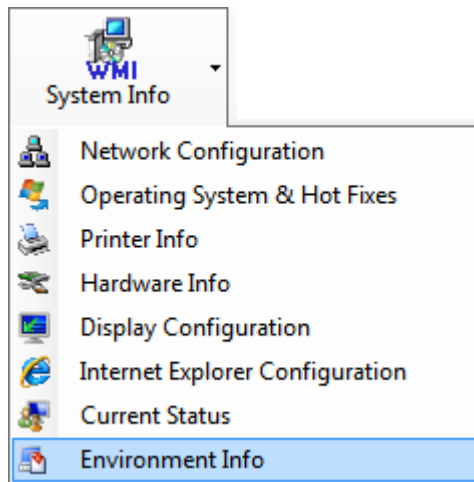 WMI
System Info
Network Configuration
Operating System & Hot Fixes
Printer Info
Hardware Info
Display Configuration
Internet Explorer Configuration
Current Status
Environment Info